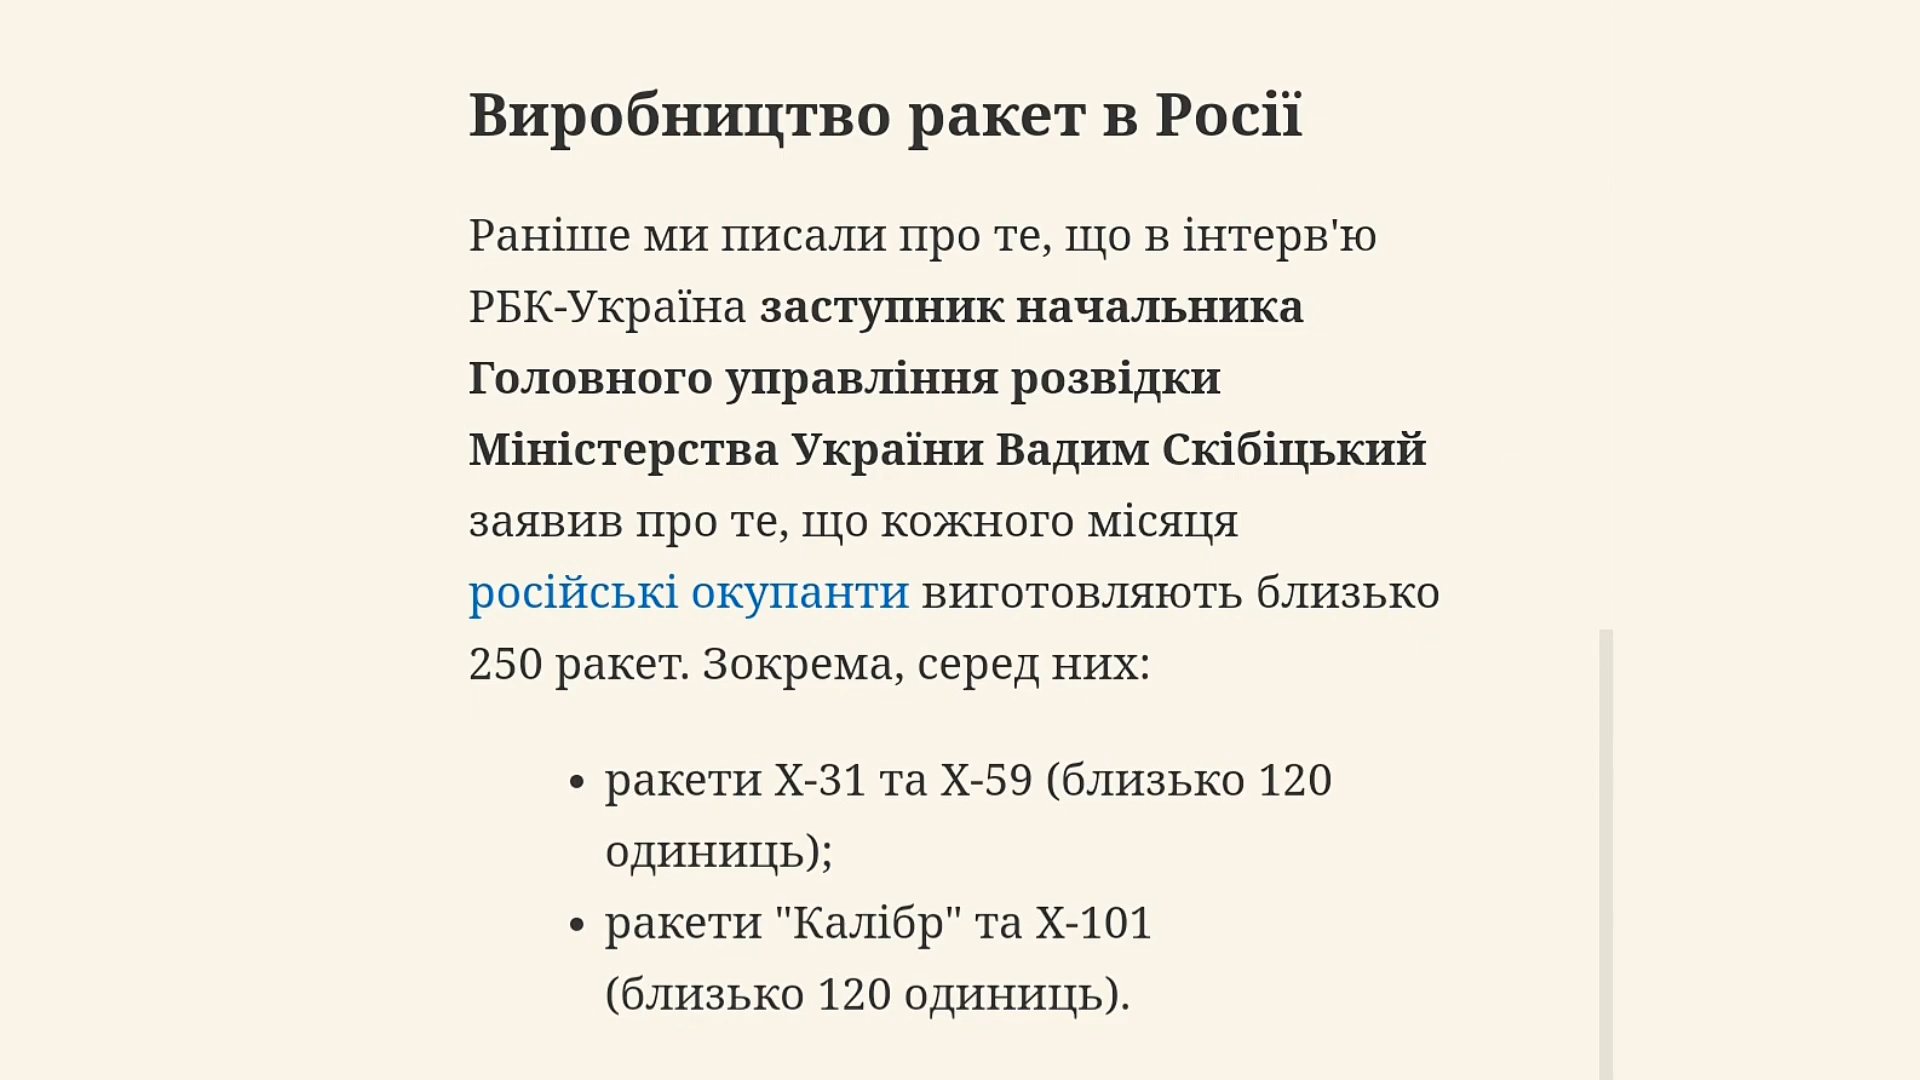 Виробництво ракет в Росії
Раніше ми писали про те, що в інтерв'ю
РБК-Україна заступник начальника
Головного управління розвідки
Міністерства України Вадим Скібіцький
заявив про те, що кожного місяця
російські окупанти виготовляють близько
250 ракет. Зокрема, серед них:
• ракети Х-31 та Х-59 (близько 120
одиниць);
• ракети "Калібр" та Х-101
(близько 120 одиниць).